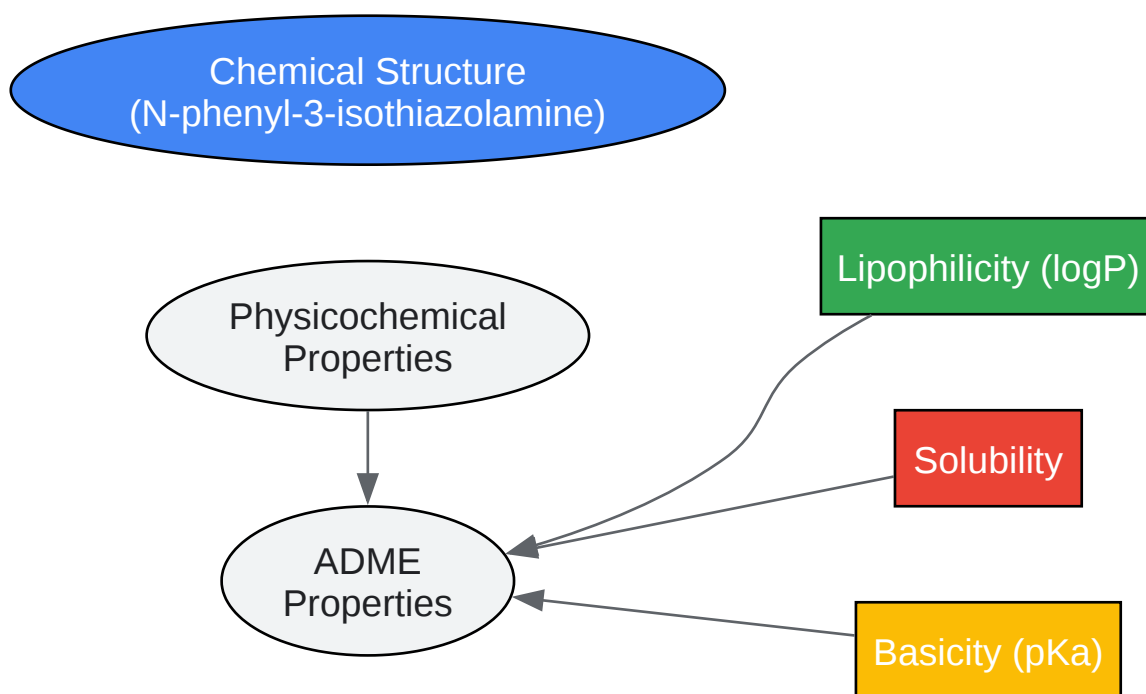 Chemical Structure
(N-phenyl-3-isothiazolamine)
Physicochemical
Properties
Lipophilicity (logP)
Solubility
ADME
Properties
Basicity (pKa)